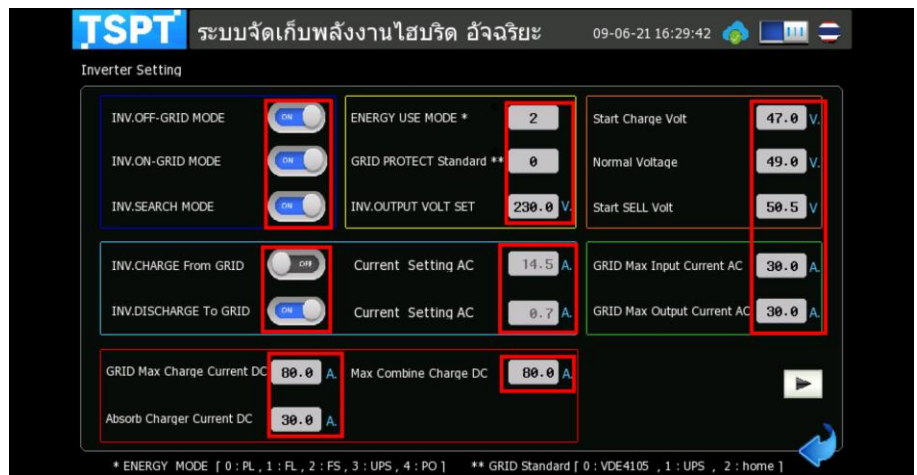 TSPT ระบบจัดเก็บพลังงานไฮบริด อัจฉริยะ 09-06-21 16:29:42
Inverter Setting
INV.OFF-GRID MODE ON ENERGY USE MODE * 2 Start Charge Volt 47.0 V.
INV.ON-GRID MODE ON GRID PROTECT Standard ** 0 Normal Voltage 49.0 V.
INV.SEARCH MODE ON INV.OUTPUT VOLT SET 230.0 V. Start SELL Volt 50.5 V
INV.CHARGE From GRID OFF Current Setting AC 14.5 A. GRID Max Input Current AC 30.0 A.
INV.DISCHARGE To GRID ON Current Setting AC 0.7 A. GRID Max Output Current AC 30.0 A.
GRID Max Charge Current DC 80.0 A. Max Combine Charge DC 80.0 A.
Absorb Charger Current DC 30.0 A.
* ENERGY MODE [ 0 : PL , 1 : FL , 2 : FS , 3 : UPS , 4 : PO ] ** GRID Standard [ 0 : VDE4105 , 1 : UPS , 2 : home ]